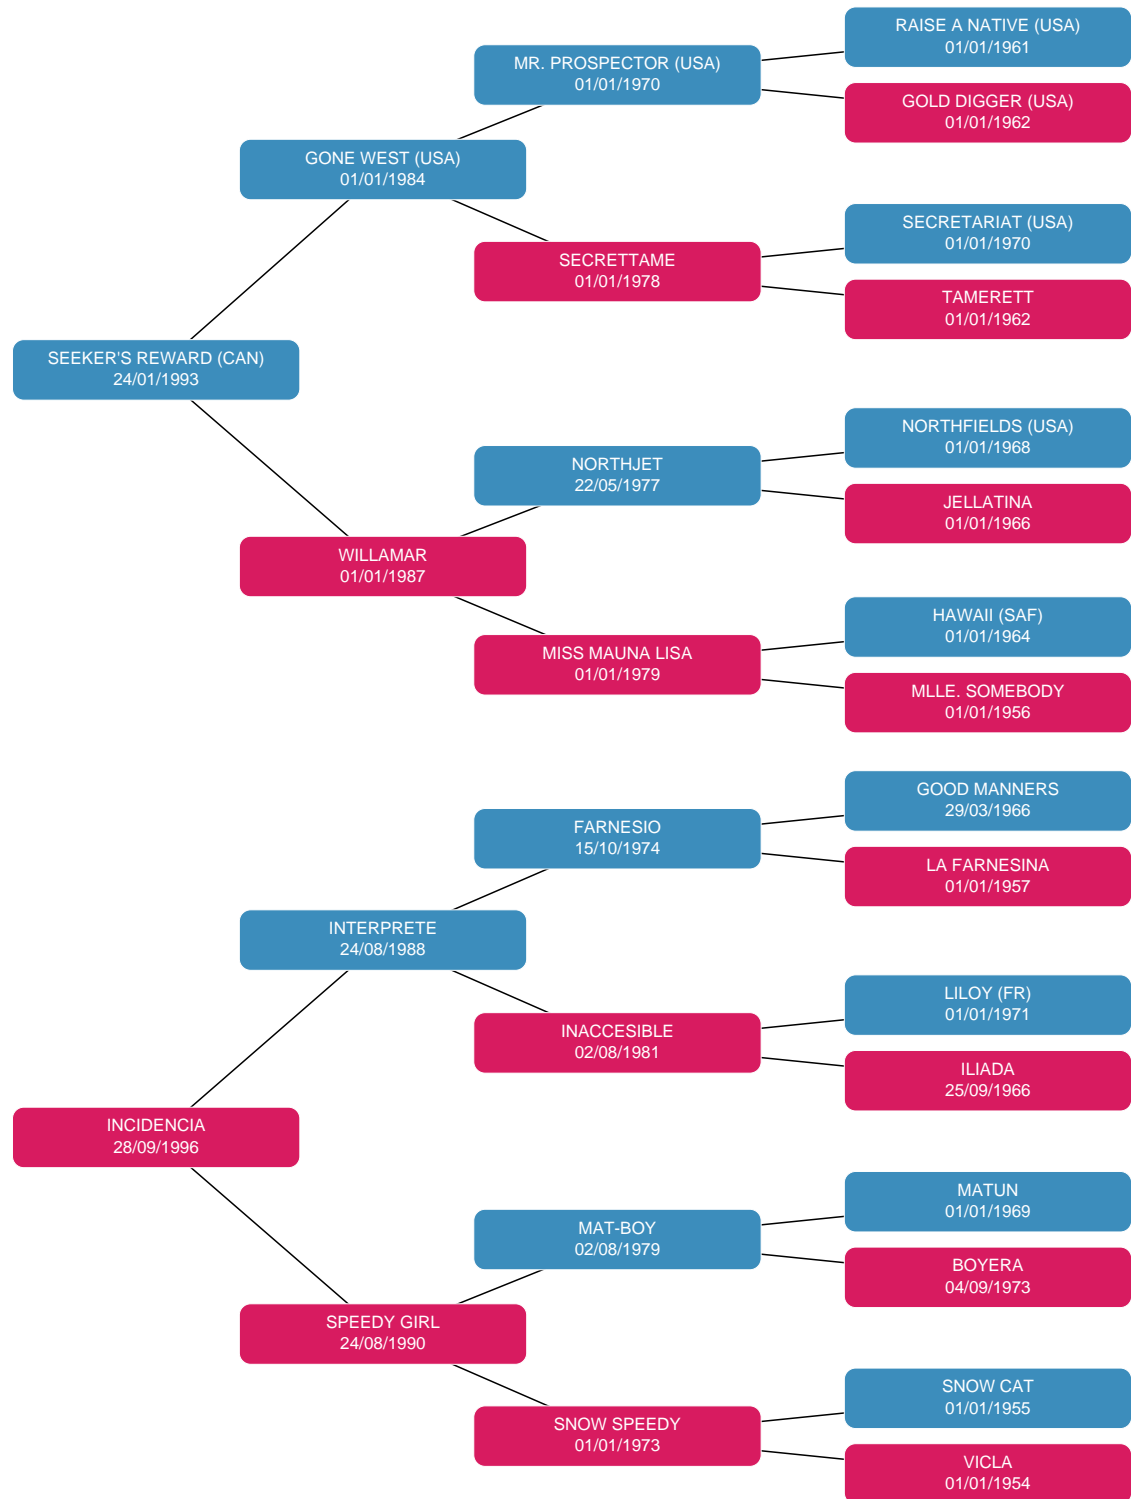 RAISE A NATIVE (USA)
01/01/1961
MR. PROSPECTOR (USA)
01/01/1970
GOLD DIGGER (USA)
01/01/1962
GONE WEST (USA)
01/01/1984
SECRETARIAT (USA)
01/01/1970
SECRETTAME
01/01/1978
TAMERETT
01/01/1962
SEEKER'S REWARD (CAN)
24/01/1993
NORTHFIELDS (USA)
01/01/1968
NORTHJET
22/05/1977
JELLATINA
01/01/1966
WILLAMAR
01/01/1987
HAWAII (SAF)
01/01/1964
MISS MAUNA LISA
01/01/1979
MLLE. SOMEBODY
01/01/1956
GOOD MANNERS
29/03/1966
FARNESIO
15/10/1974
LA FARNESINA
01/01/1957
INTERPRETE
24/08/1988
LILOY (FR)
01/01/1971
INACCESIBLE
02/08/1981
ILIADA
25/09/1966
INCIDENCIA
28/09/1996
MATUN
01/01/1969
MAT-BOY
02/08/1979
BOYERA
04/09/1973
SPEEDY GIRL
24/08/1990
SNOW CAT
01/01/1955
SNOW SPEEDY
01/01/1973
VICLA
01/01/1954